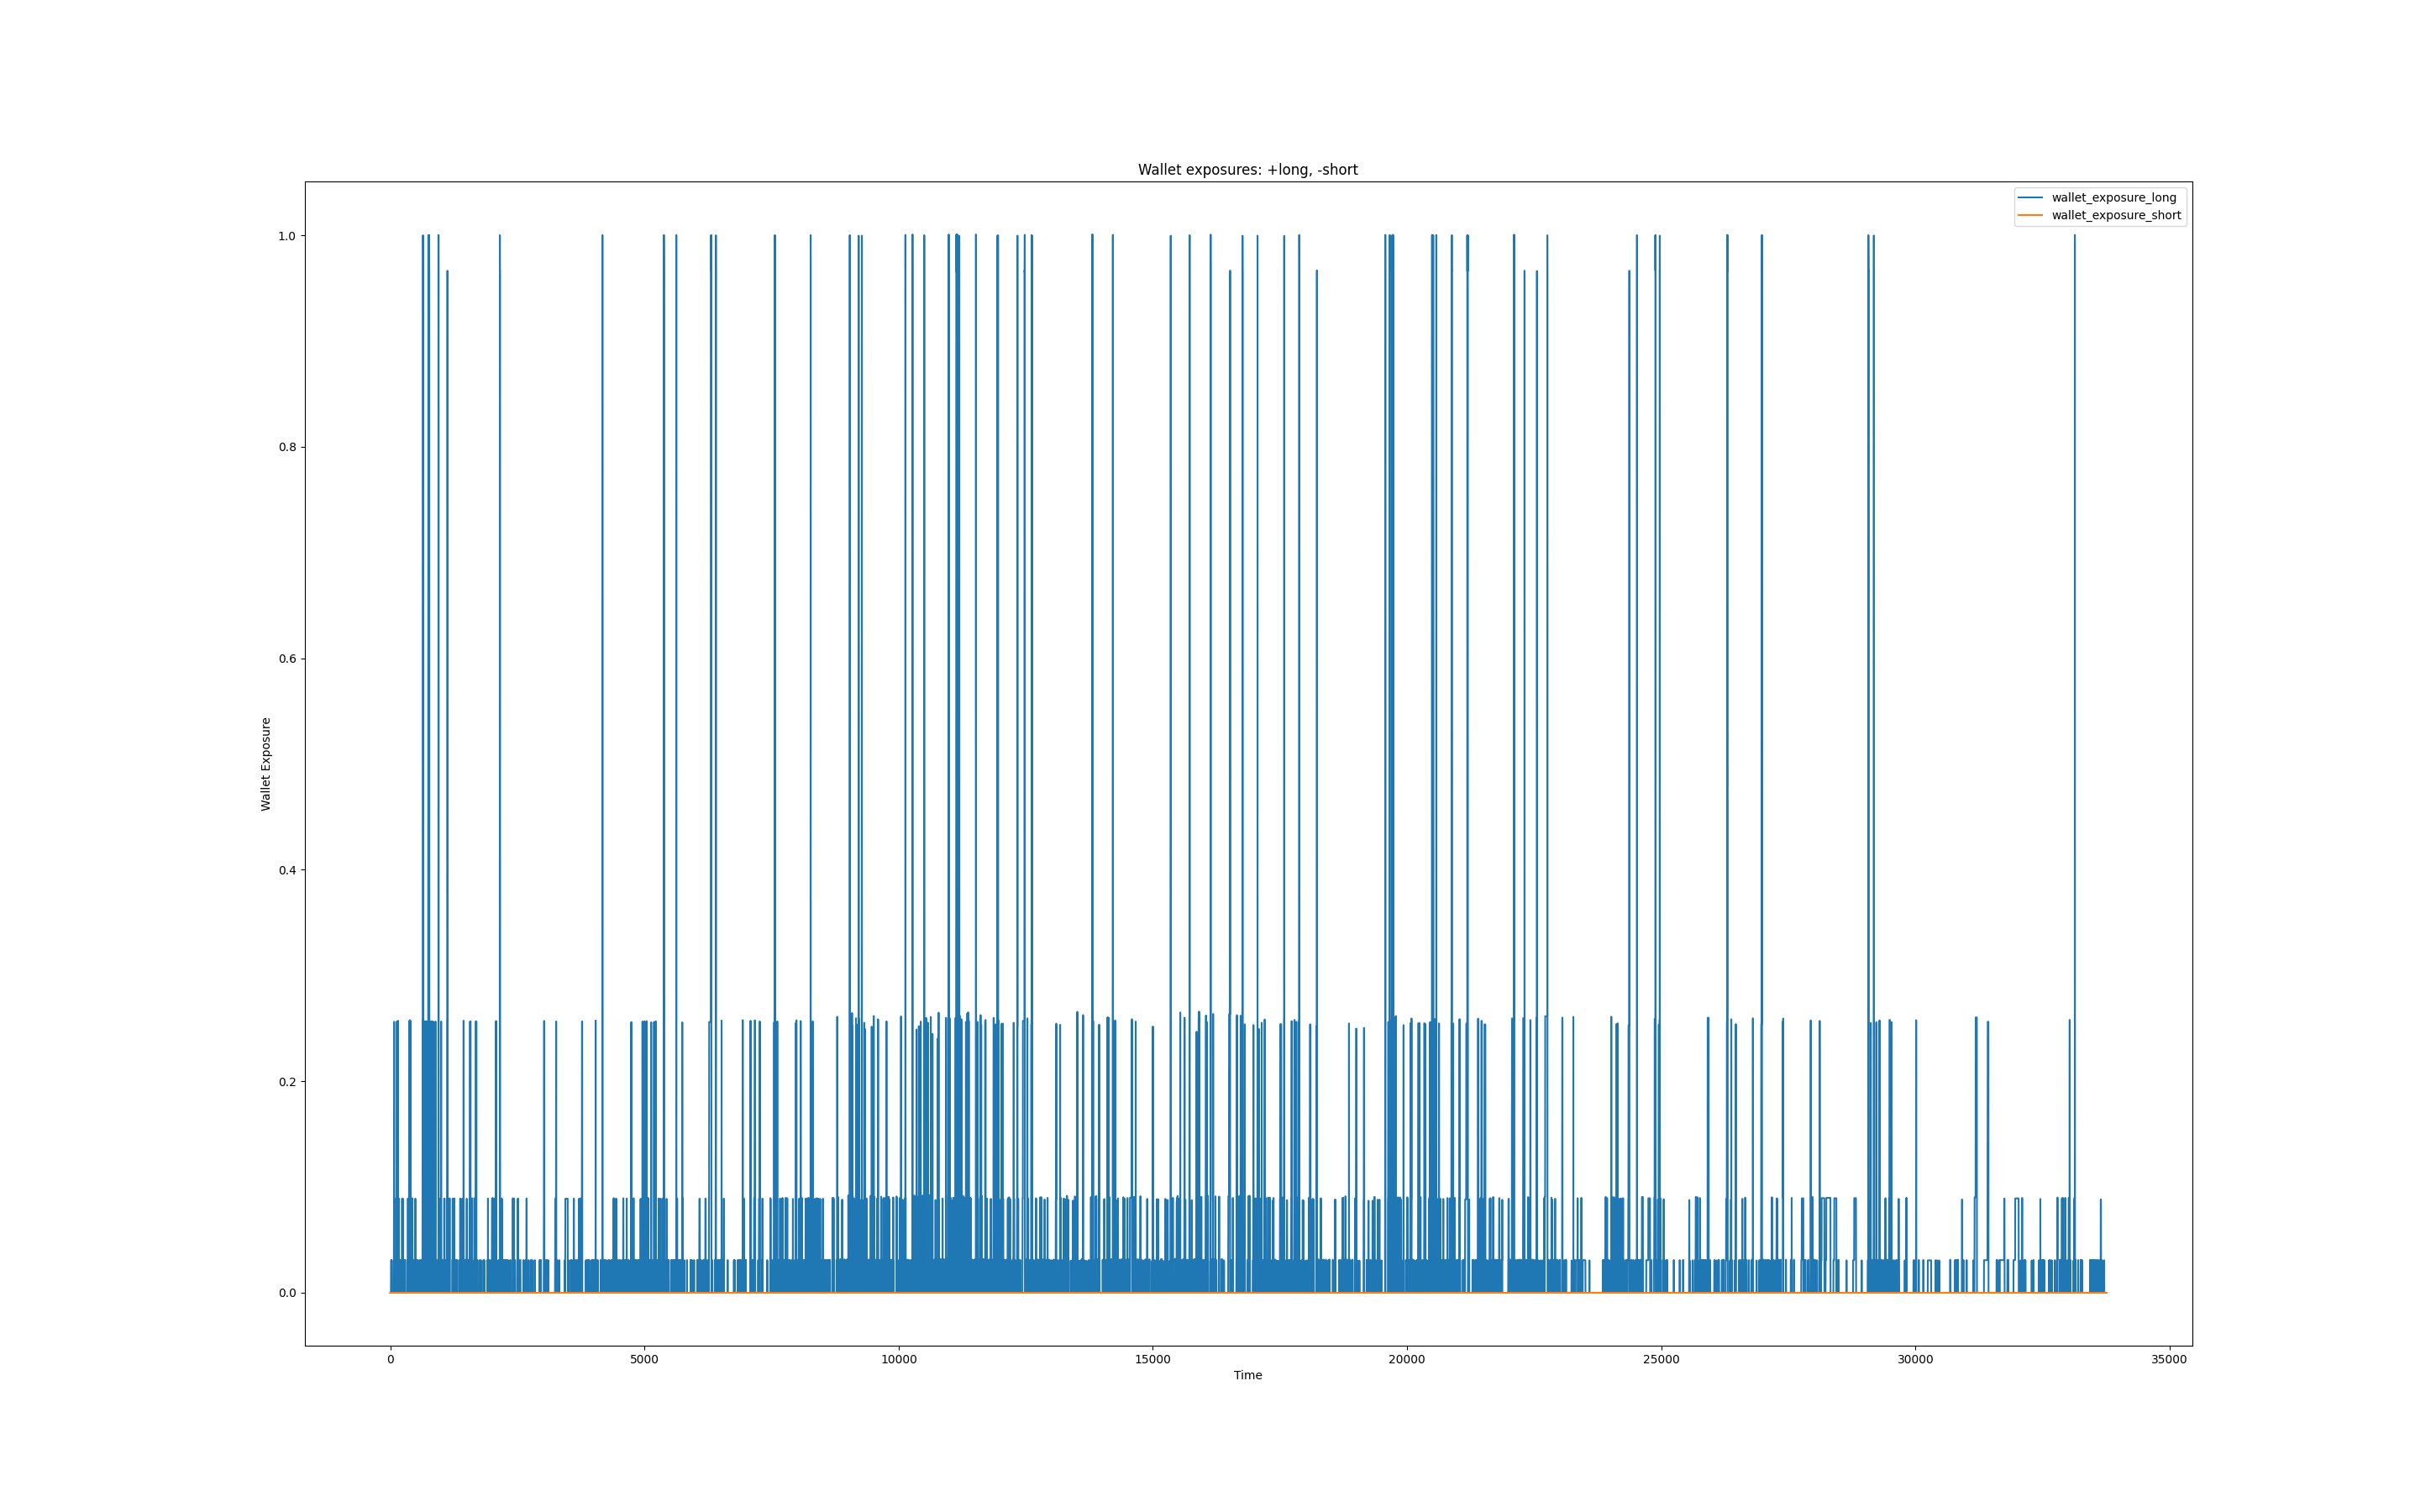 Wallet exposures: +long, -short
wallet_exposure_long
wallet_exposure_short
1.0
0.8
0.6
0.4
0.2
0.0
Wallet Exposure
0 5000 10000 15000 20000 25000 30000 35000
Time